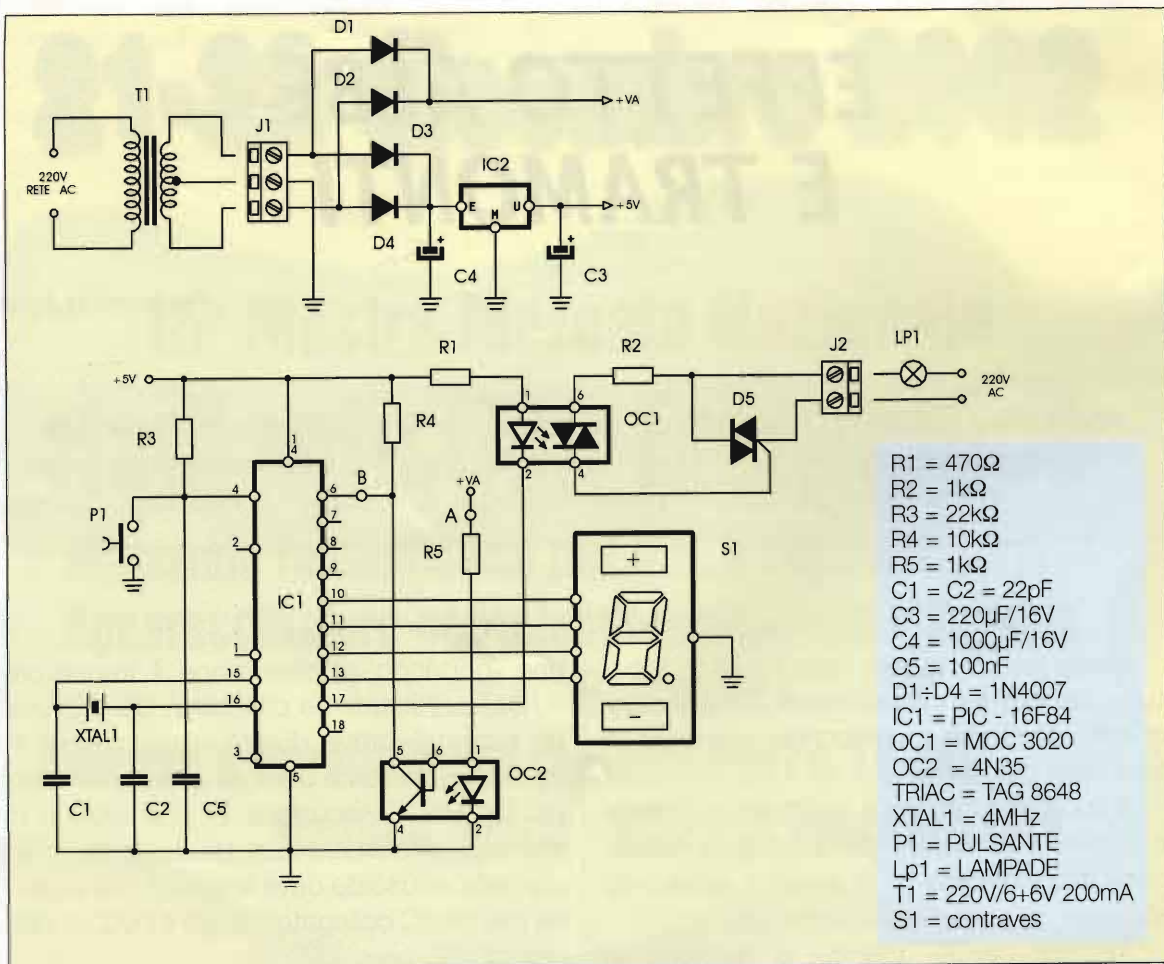 D1
D2
D3
D4
T1
J1
220V
RETE AC
+VA
IC2
E
M
U
+5V
C4
C3
+5V
R3
R4
R1
R2
OC1
1
2
6
4
D5
J2
LP1
220V
AC
P1
4
2
1
15
16
3
1
4
IC1
5
6
7
8
9
10
11
12
13
17
18
B
+VA
A
R5
S1
+
-
XTAL1
C1
C2
C5
5
6
1
4
2
OC2
R1 = 470Ω
R2 = 1kΩ
R3 = 22kΩ
R4 = 10kΩ
R5 = 1kΩ
C1 = C2 = 22pF
C3 = 220µF/16V
C4 = 1000µF/16V
C5 = 100nF
D1÷D4 = 1N4007
IC1 = PIC - 16F84
OC1 = MOC 3020
OC2 = 4N35
TRIAC = TAG 8648
XTAL1 = 4MHz
P1 = PULSANTE
Lp1 = LAMPADE
T1 = 220V/6+6V 200mA
S1 = contraves